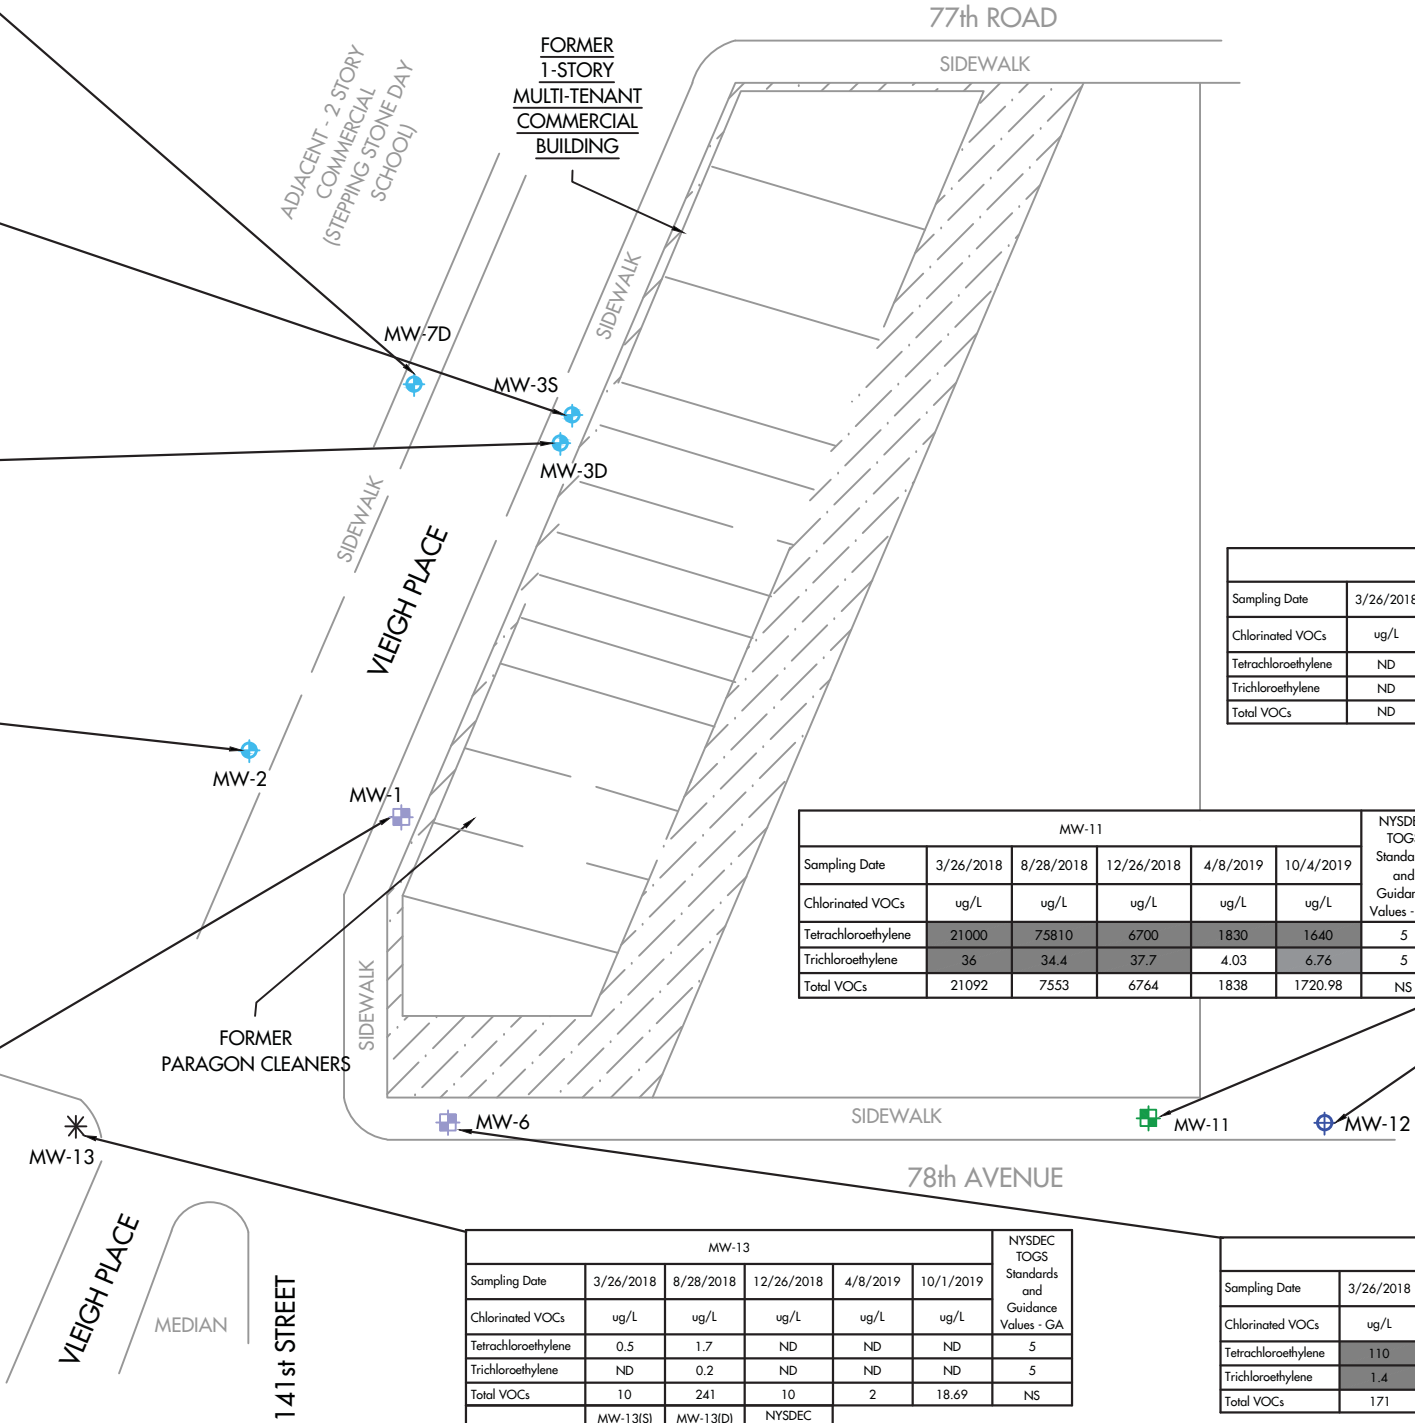 77th ROAD
SIDEWALK
FORMER
1-STORY
MULTI-TENANT
COMMERCIAL
BUILDING
ADJACENT - 2 STORY
COMMERCIAL
(STEPPING STONE DAY
SCHOOL)
SIDEWALK
MW-7D
MW-3S
MW-3D
SIDEWALK
VLEIGH PLACE
MW-2
MW-1
Sampling Date 3/26/2018
Chlorinated VOCs ug/L
Tetrachloroethylene ND
Trichloroethylene ND
Total VOCs ND
MW-11
Sampling Date 3/26/2018 8/28/2018 12/26/2018 4/8/2019 10/4/2019
Chlorinated VOCs ug/L ug/L ug/L ug/L ug/L
Tetrachloroethylene 21000 75810 6700 1830 1640 5
Trichloroethylene 36 34.4 37.7 4.03 6.76 5
Total VOCs 21092 7553 6764 1838 1720.98 NS
and
Values -
SIDEWALK
FORMER
PARAGON CLEANERS
MW-13
MW-6
SIDEWALK
MW-11
MW-12
78th AVENUE
VLEIGH PLACE
MEDIAN
141st STREET
MW-13
NYSDEC
TOGS
Standards
and
Guidance
Values - GA
Sampling Date 3/26/2018 8/28/2018 12/26/2018 4/8/2019 10/1/2019
Chlorinated VOCs ug/L ug/L ug/L ug/L ug/L
Tetrachloroethylene 0.5 1.7 ND ND ND 5
Trichloroethylene ND 0.2 ND ND ND 5
Total VOCs 10 241 10 2 18.69 NS
MW-13(S) MW-13(D) NYSDEC
Sampling Date 3/26/2018
Chlorinated VOCs ug/L
Tetrachloroethylene 110
Trichloroethylene 1.4
Total VOCs 171